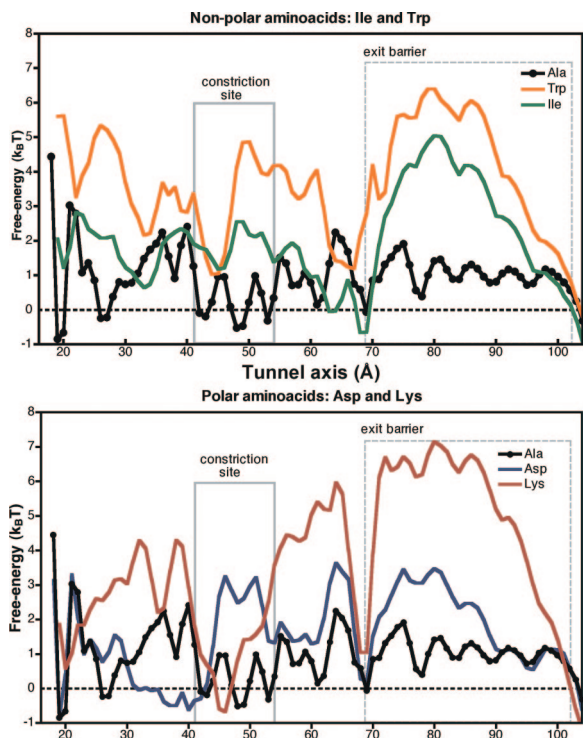 Non-polar aminoacids: Ile and Trp
exit barrier
constriction
site
Ala
Trp
Ile
Free-energy (kBT)
6
5
4
3
2
1
0
-1
20 30 40 50 60 70 80 90 100
Tunnel axis (Å)
Polar aminoacids: Asp and Lys
exit barrier
constriction
site
Ala
Asp
Lys
Free-energy (kBT)
7
6
5
4
3
2
1
0
-1
20 30 40 50 60 70 80 90 100